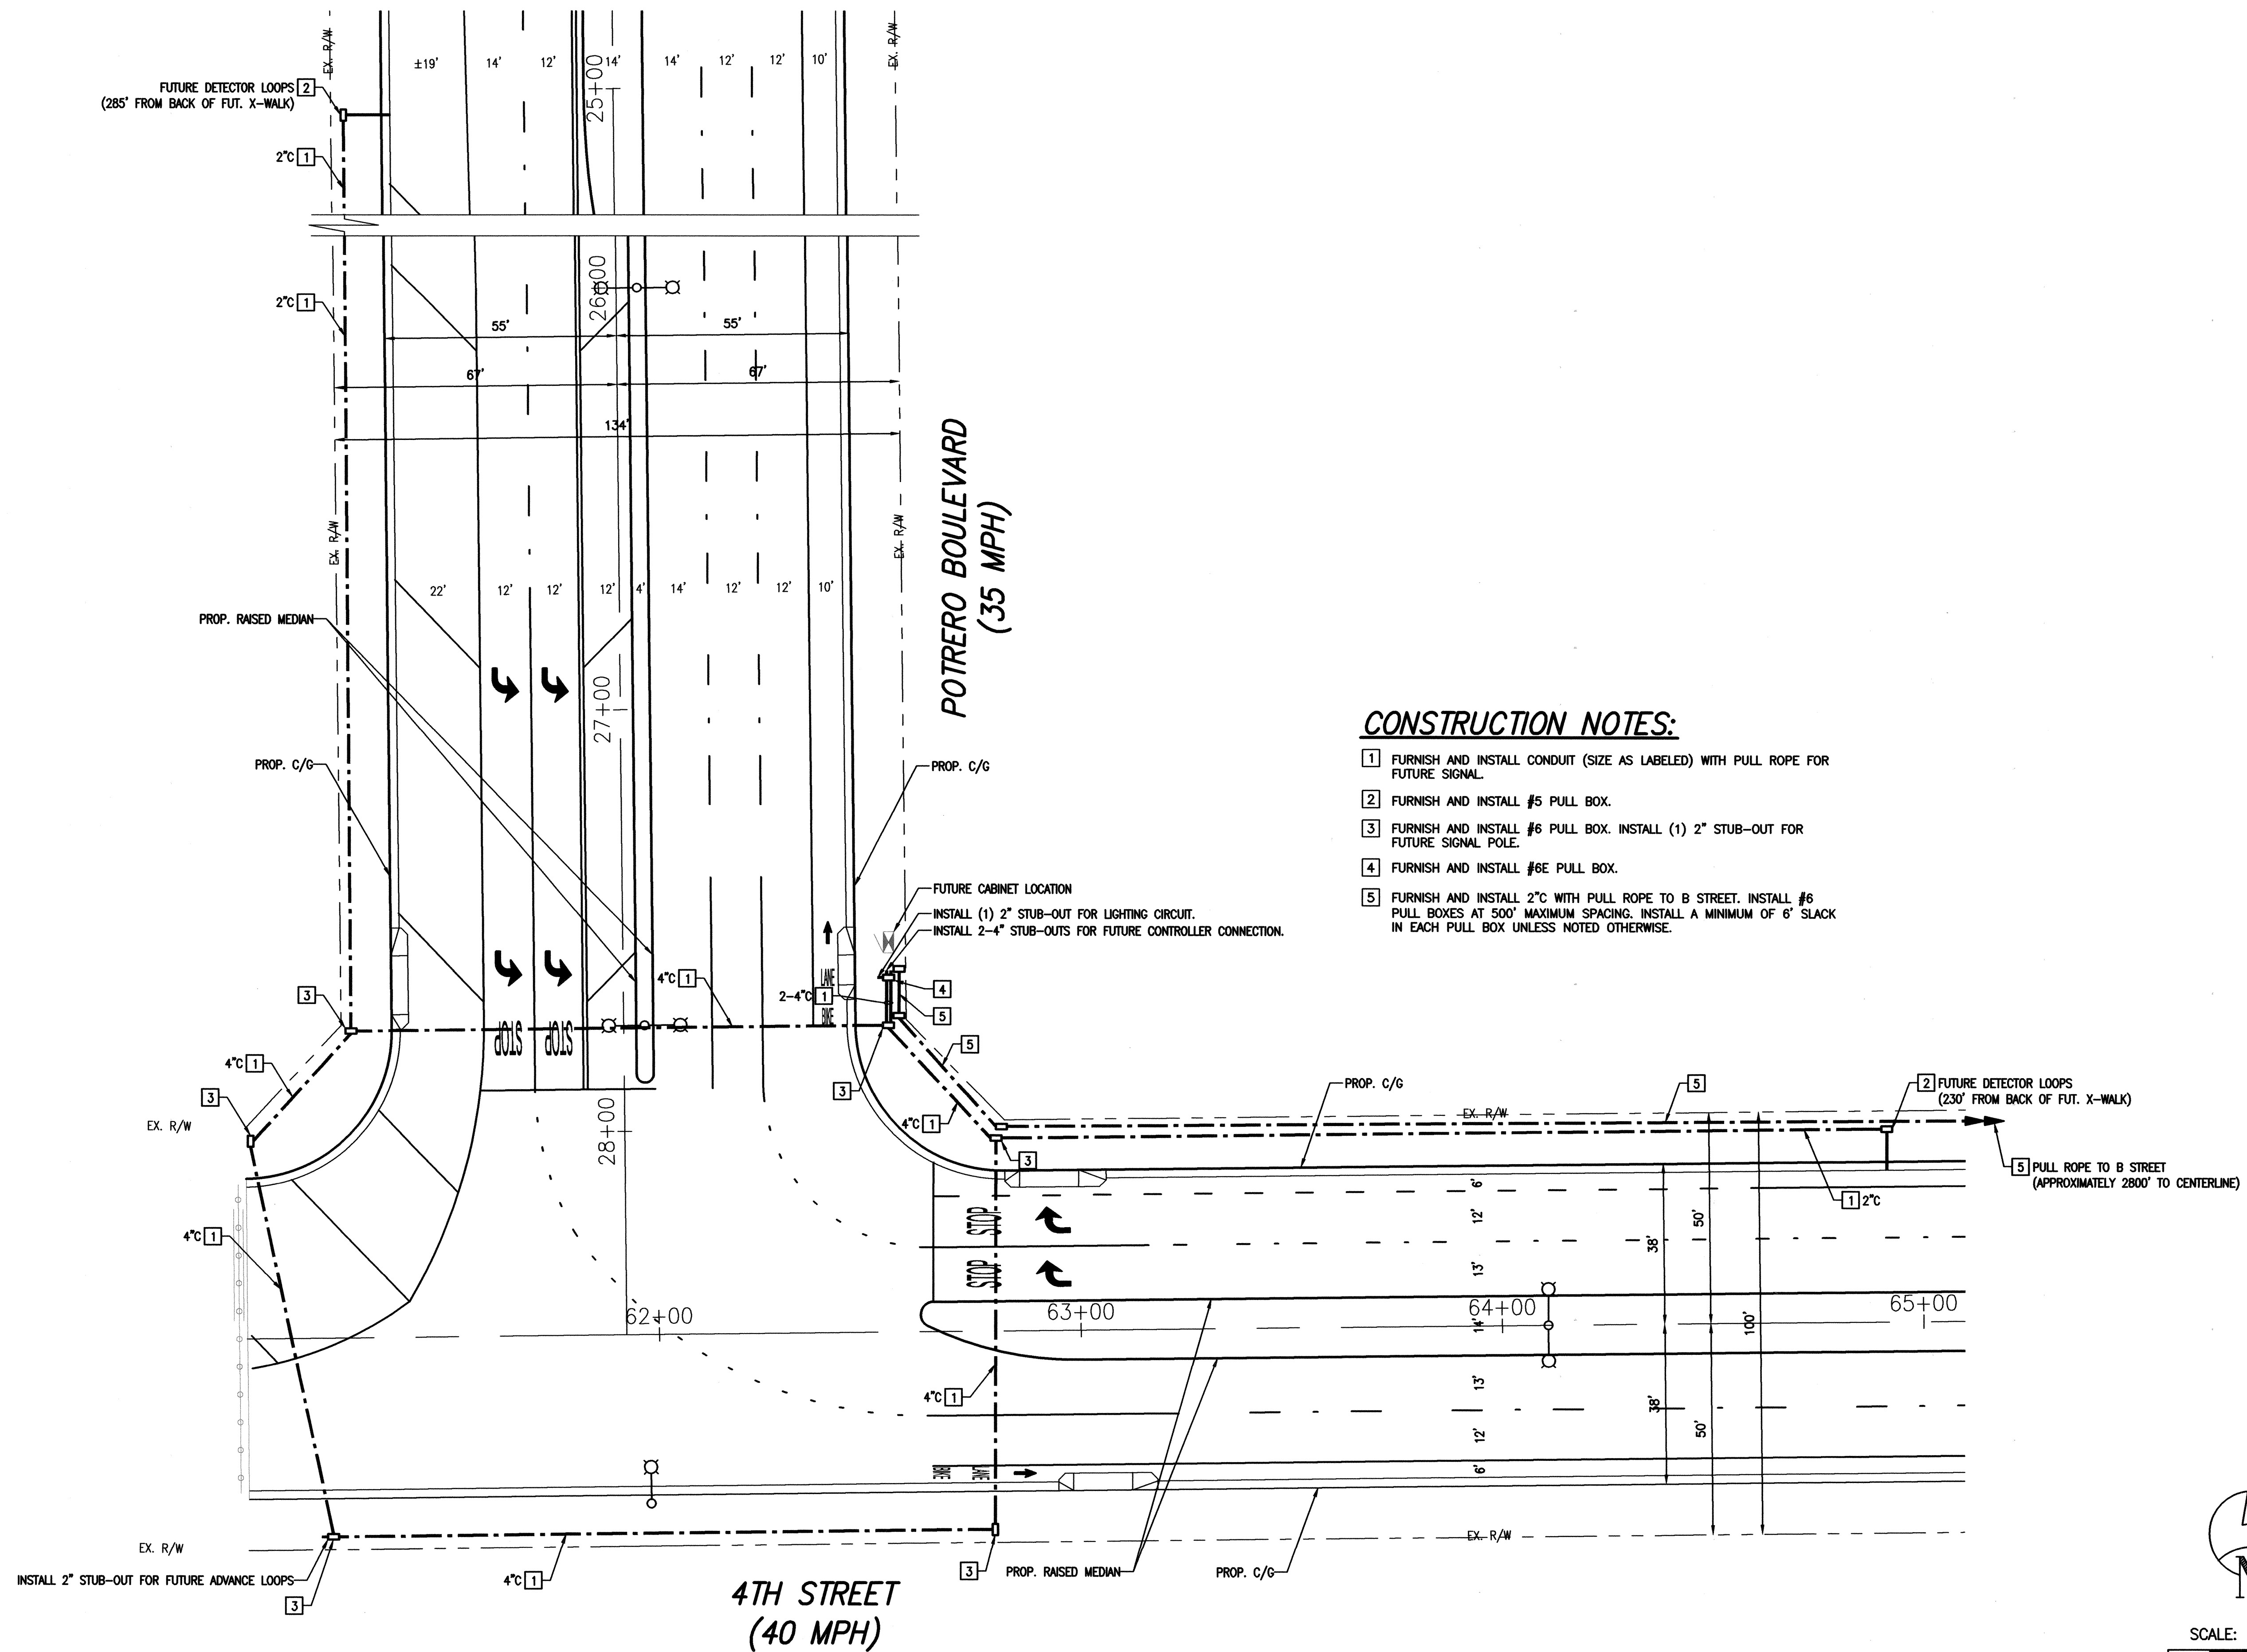 EX. R/W
EX. R/W
±19'
14'
12'
14'
14'
12'
12'
10'
25+00
FUTURE DETECTOR LOOPS 2
(285' FROM BACK OF FUT. X-WALK)
2"C 1
2"C 1
26+00
55'
55'
67'
67'
134'
EX. R/W
EX. R/W
POTRERO BOULEVARD
(35 MPH)
22'
12'
12'
12'
4'
14'
12'
12'
10'
PROP. RAISED MEDIAN
27+00
PROP. C/G
PROP. C/G
CONSTRUCTION NOTES:
1 FURNISH AND INSTALL CONDUIT (SIZE AS LABELED) WITH PULL ROPE FOR
FUTURE SIGNAL.
2 FURNISH AND INSTALL #5 PULL BOX.
3 FURNISH AND INSTALL #6 PULL BOX. INSTALL (1) 2" STUB-OUT FOR
FUTURE SIGNAL POLE.
4 FURNISH AND INSTALL #6E PULL BOX.
5 FURNISH AND INSTALL 2"C WITH PULL ROPE TO B STREET. INSTALL #6
PULL BOXES AT 500' MAXIMUM SPACING. INSTALL A MINIMUM OF 6' SLACK
IN EACH PULL BOX UNLESS NOTED OTHERWISE.
FUTURE CABINET LOCATION
INSTALL (1) 2" STUB-OUT FOR LIGHTING CIRCUIT.
INSTALL 2-4" STUB-OUTS FOR FUTURE CONTROLLER CONNECTION.
4"C 1
LANE
BIKE
2-4"C 1
4
5
3
STOP
STOP
5
4"C 1
3
3
PROP. C/G
5
2 FUTURE DETECTOR LOOPS
(230' FROM BACK OF FUT. X-WALK)
EX. R/W
4"C 1
EX. R/W
28+00
3
5 PULL ROPE TO B STREET
(APPROXIMATELY 2800' TO CENTERLINE)
1 2"C
4"C 1
STOP
STOP
6'
12'
13'
14'
13'
12'
6'
38'
50'
100'
38'
50'
62+00
63+00
64+00
65+00
4"C 1
BIKE
LANE
EX. R/W
EX. R/W
INSTALL 2" STUB-OUT FOR FUTURE ADVANCE LOOPS
3
4"C 1
3
PROP. RAISED MEDIAN
PROP. C/G
4TH STREET
(40 MPH)
SCALE: